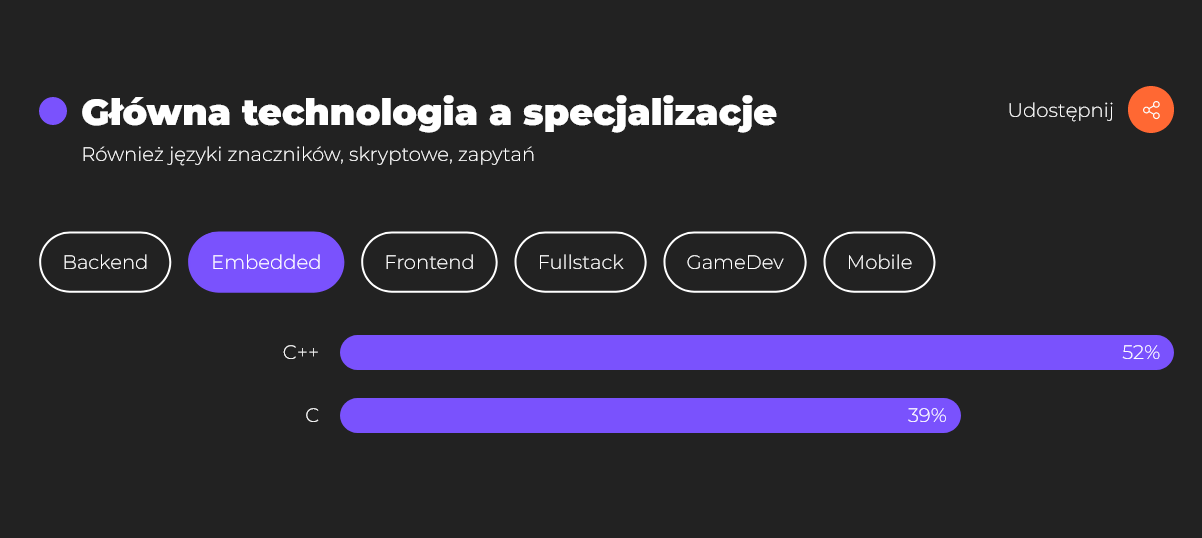 Główna technologia a specjalizacje
Udostępnij
Również języki znaczników, skryptowe, zapytań
Backend
Embedded
Frontend
Fullstack
GameDev
Mobile
C++
52%
C
39%